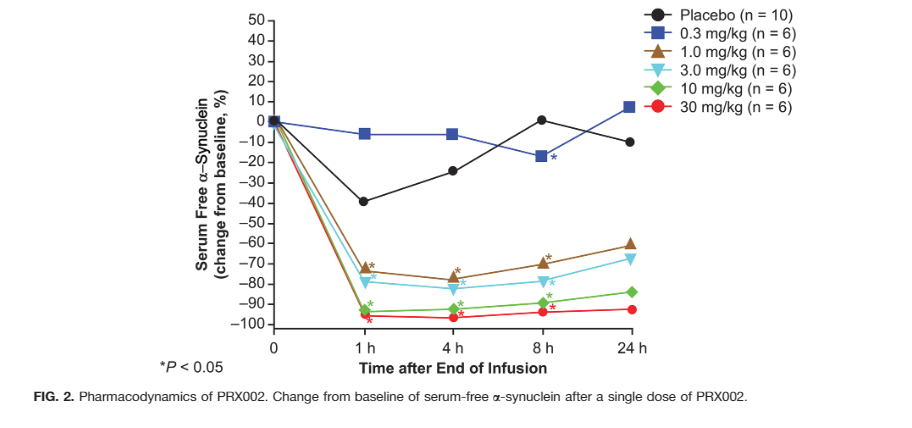 Placebo (n = 10)
0.3 mg/kg (n = 6)
1.0 mg/kg (n = 6)
3.0 mg/kg (n = 6)
10 mg/kg (n = 6)
30 mg/kg (n = 6)
Serum Free α–Synuclein
(change from baseline, %)
50
40
30
20
10
0
–10
–20
–30
–40
–50
–60
–70
–80
–90
–100
*
*
*
*
*
*
*
*
*
*
*
*
*
0
1 h
4 h
8 h
24 h
Time after End of Infusion
*P < 0.05
FIG. 2. Pharmacodynamics of PRX002. Change from baseline of serum-free α-synuclein after a single dose of PRX002.